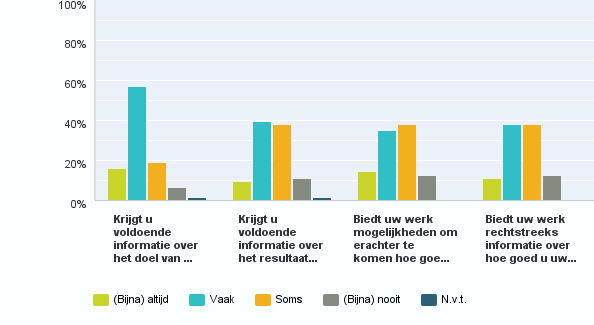 100%
80%
60%
40%
20%
0%
Krijgt u
voldoende
informatie over
het doel van ...
Krijgt u
voldoende
informatie over
het resultaat...
Biedt uw werk
mogelijkheden om
erachter te
komen hoe goe...
Biedt uw werk
rechtstreeks
informatie over
hoe goed u uw...
(Bijna) altijd
Vaak
Soms
(Bijna) nooit
N.v.t.